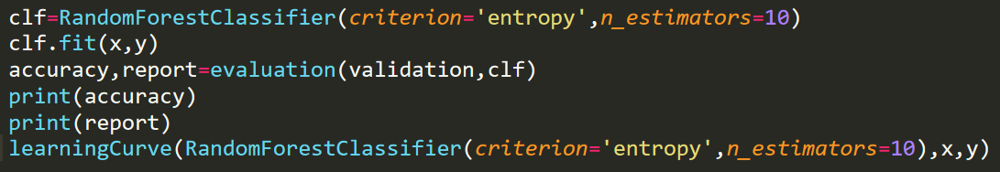 clf=RandomForestClassifier(criterion='entropy',n_estimators=10)
clf.fit(x,y)
accuracy,report=evaluation(validation,clf)
print(accuracy)
print(report)
learningCurve(RandomForestClassifier(criterion='entropy',n_estimators=10),x,y)